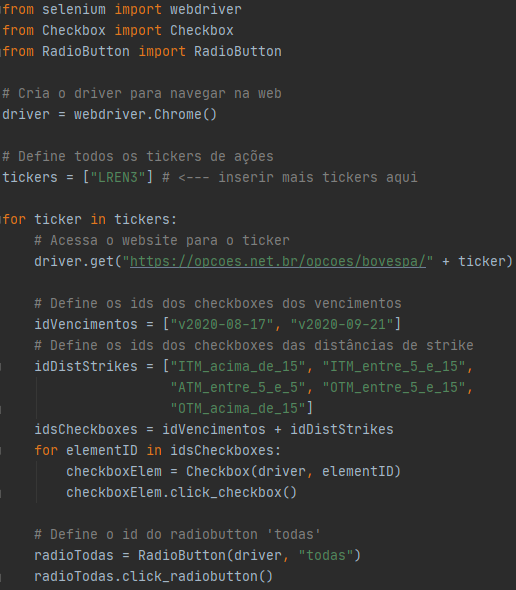 from selenium import webdriver
from Checkbox import Checkbox
from RadioButton import RadioButton

# Cria o driver para navegar na web
driver = webdriver.Chrome()

# Define todos os tickers de ações
tickers = ["LREN3"] # <--- inserir mais tickers aqui

for ticker in tickers:
    # Acessa o website para o ticker
    driver.get("https://opcoes.net.br/opcoes/bovespa/" + ticker)

    # Define os ids dos checkboxes dos vencimentos
    idVencimentos = ["v2020-08-17", "v2020-09-21"]
    # Define os ids dos checkboxes das distâncias de strike
    idDistStrikes = ["ITM_acima_de_15", "ITM_entre_5_e_15",
                     "ATM_entre_5_e_5", "OTM_entre_5_e_15",
                     "OTM_acima_de_15"]
    idsCheckboxes = idVencimentos + idDistStrikes
    for elementID in idsCheckboxes:
        checkboxElem = Checkbox(driver, elementID)
        checkboxElem.click_checkbox()

    # Define o id do radiobutton 'todas'
    radioTodas = RadioButton(driver, "todas")
    radioTodas.click_radiobutton()